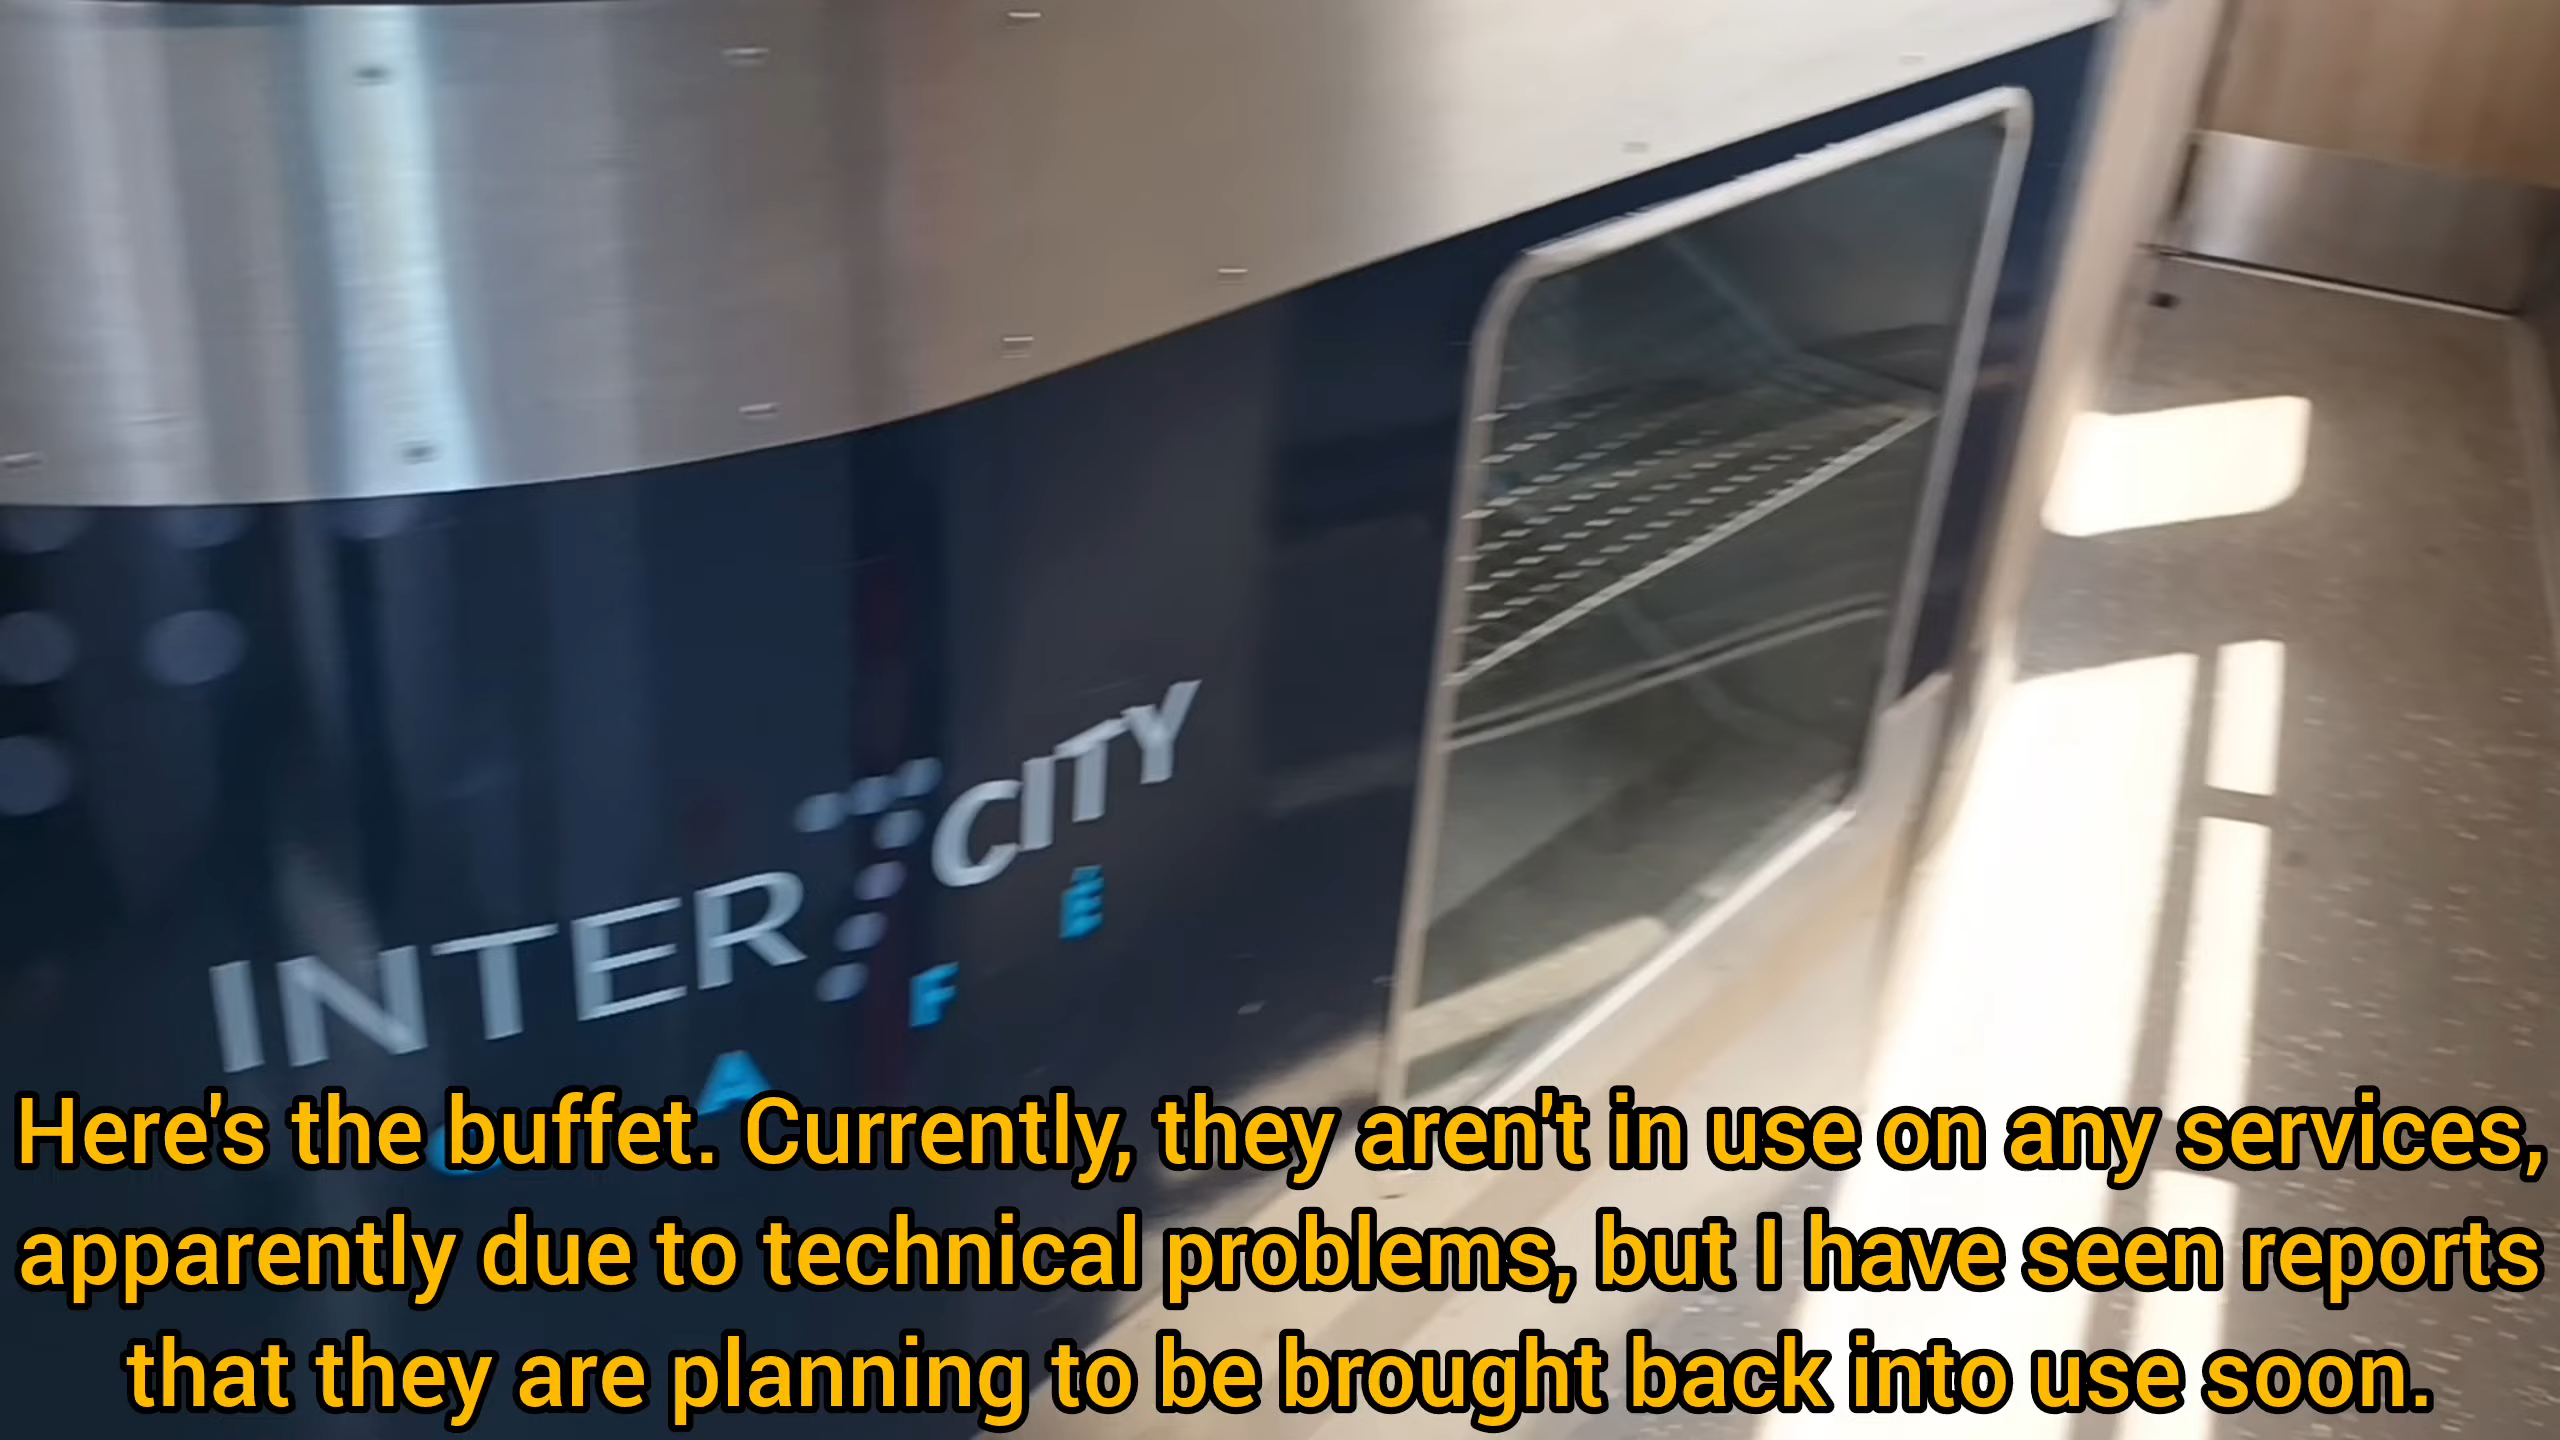 INTER CITY
CAFÉ
Here's the buffet. Currently, they aren't in use on any services,
apparently due to technical problems, but I have seen reports
that they are planning to be brought back into use soon.